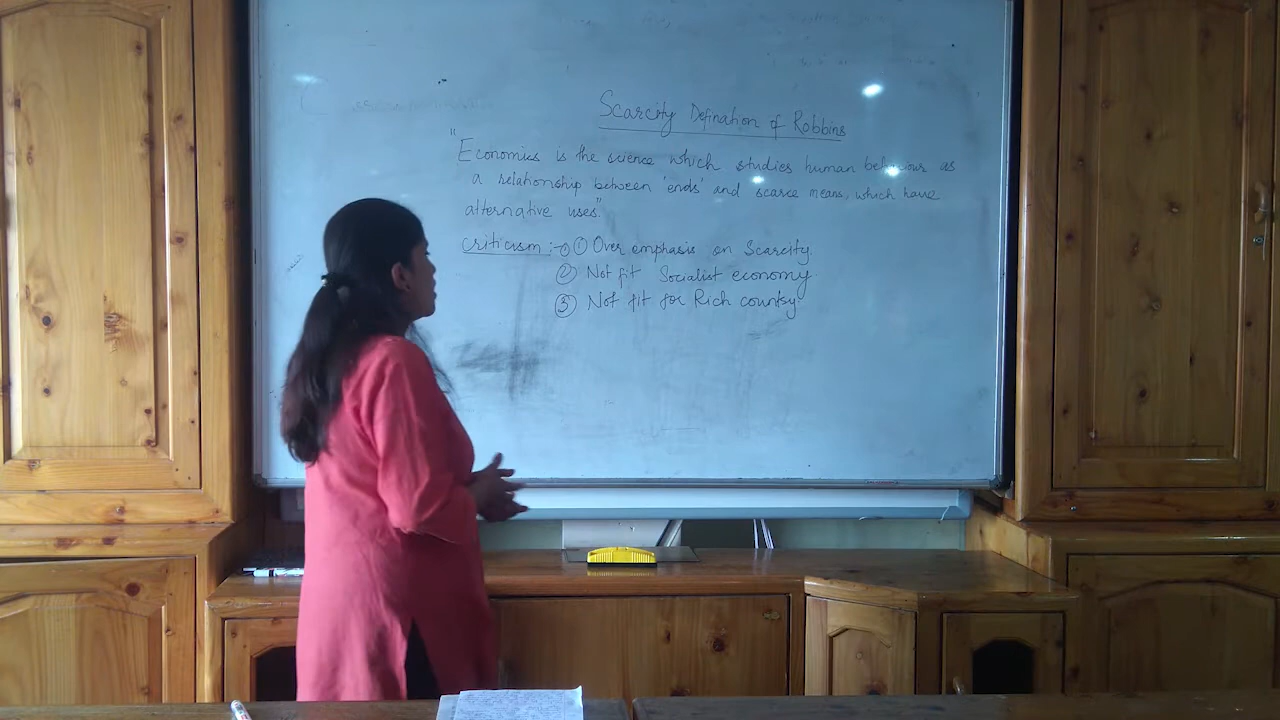 Scarcity Defination of Robbins
"Economics is the science which studies human behaviour as
a relationship between 'ends' and scarce means, which have
alternative uses."
Criticism :- ① Over emphasis on Scarcity.
② Not fit Socialist economy
③ Not fit for Rich country